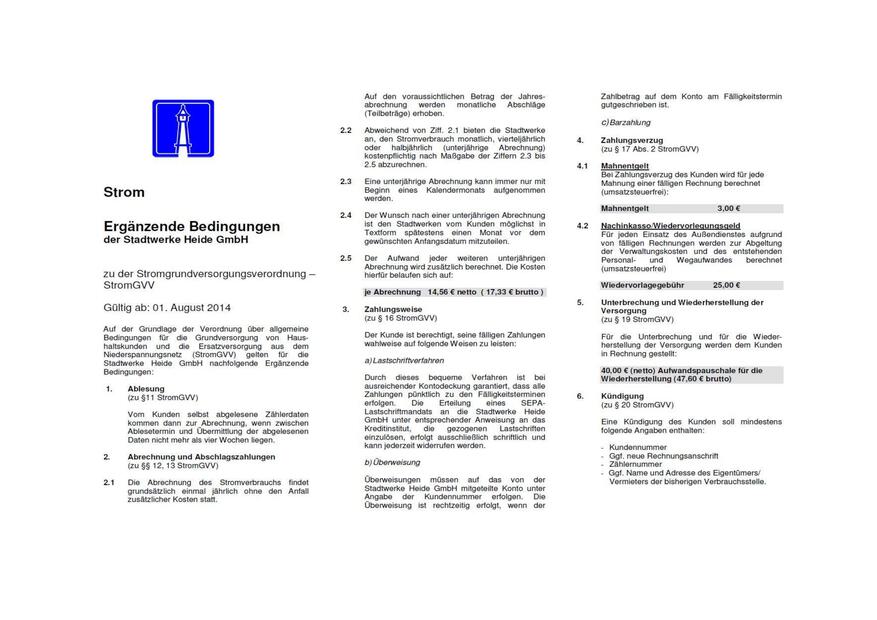 Strom
Ergänzende Bedingungen
der Stadtwerke Heide GmbH
zu der Stromgrundversorgungsverordnung –
StromGVV
Gültig ab: 01. August 2014
Auf der Grundlage der Verordnung über allgemeine
Bedingungen für die Grundversorgung von Haus-
haltskunden und die Ersatzversorgung aus dem
Niederspannungsnetz (StromGVV) gelten für die
Stadtwerke Heide GmbH nachfolgende Ergänzende
Bedingungen:
1. Ablesung
(zu §11 StromGVV)
Vom Kunden selbst abgelesene Zählerdaten
kommen dann zur Abrechnung, wenn zwischen
Ablesetermin und Übermittlung der abgelesenen
Daten nicht mehr als vier Wochen liegen.
2. Abrechnung und Abschlagszahlungen
(zu §§ 12, 13 StromGVV)
2.1 Die Abrechnung des Stromverbrauchs findet
grundsätzlich einmal jährlich ohne den Anfall
zusätzlicher Kosten statt.
Auf den voraussichtlichen Betrag der Jahres-
abrechnung werden monatliche Abschläge
(Teilbeträge) erhoben.
2.2 Abweichend von Ziff. 2.1 bieten die Stadtwerke
an, den Stromverbrauch monatlich, vierteljährlich
oder halbjährlich (unterjährige Abrechnung)
kostenpflichtig nach Maßgabe der Ziffern 2.3 bis
2.5 abzurechnen.
2.3 Eine unterjährige Abrechnung kann immer nur mit
Beginn eines Kalendermonats aufgenommen
werden.
2.4 Der Wunsch nach einer unterjährigen Abrechnung
ist den Stadtwerken vom Kunden möglichst in
Textform spätestens einen Monat vor dem
gewünschten Anfangsdatum mitzuteilen.
2.5 Der Aufwand jeder weiteren unterjährigen
Abrechnung wird zusätzlich berechnet. Die Kosten
hierfür belaufen sich auf:
je Abrechnung 14,56 € netto ( 17,33 € brutto )
3. Zahlungsweise
(zu § 16 StromGVV)
Der Kunde ist berechtigt, seine fälligen Zahlungen
wahlweise auf folgende Weisen zu leisten:
a) Lastschriftverfahren
Durch dieses bequeme Verfahren ist bei
ausreichender Kontodeckung garantiert, dass alle
Zahlungen pünktlich zu den Fälligkeitsterminen
erfolgen. Die Erteilung eines SEPA-
Lastschriftmandats an die Stadtwerke Heide
GmbH unter entsprechender Anweisung an das
Kreditinstitut, die gezogenen Lastschriften
einzulösen, erfolgt ausschließlich schriftlich und
kann jederzeit widerrufen werden.
b) Überweisung
Überweisungen müssen auf das von der
Stadtwerke Heide GmbH mitgeteilte Konto unter
Angabe der Kundennummer erfolgen. Die
Überweisung ist rechtzeitig erfolgt, wenn der
Zahlbetrag auf dem Konto am Fälligkeitstermin
gutgeschrieben ist.
c) Barzahlung
4. Zahlungsverzug
(zu § 17 Abs. 2 StromGVV)
4.1 Mahnentgelt
Bei Zahlungsverzug des Kunden wird für jede
Mahnung einer fälligen Rechnung berechnet
(umsatzsteuerfrei):
Mahnentgelt 3,00 €
4.2 Nachinkasso/Wiedervorlegungsgeld
Für jeden Einsatz des Außendienstes aufgrund
von fälligen Rechnungen werden zur Abgeltung
der Verwaltungskosten und des entstehenden
Personal- und Wegaufwandes berechnet
(umsatzsteuerfrei)
Wiedervorlagegebühr 25,00 €
5. Unterbrechung und Wiederherstellung der
Versorgung
(zu § 19 StromGVV)
Für die Unterbrechung und für die Wieder-
herstellung der Versorgung werden dem Kunden
in Rechnung gestellt:
40,00 € (netto) Aufwandspauschale für die
Wiederherstellung (47,60 € brutto)
6. Kündigung
(zu § 20 StromGVV)
Eine Kündigung des Kunden soll mindestens
folgende Angaben enthalten:
- Kundennummer
- Ggf. neue Rechnungsanschrift
- Zählernummer
- Ggf. Name und Adresse des Eigentümers/
Vermieters der bisherigen Verbrauchsstelle.